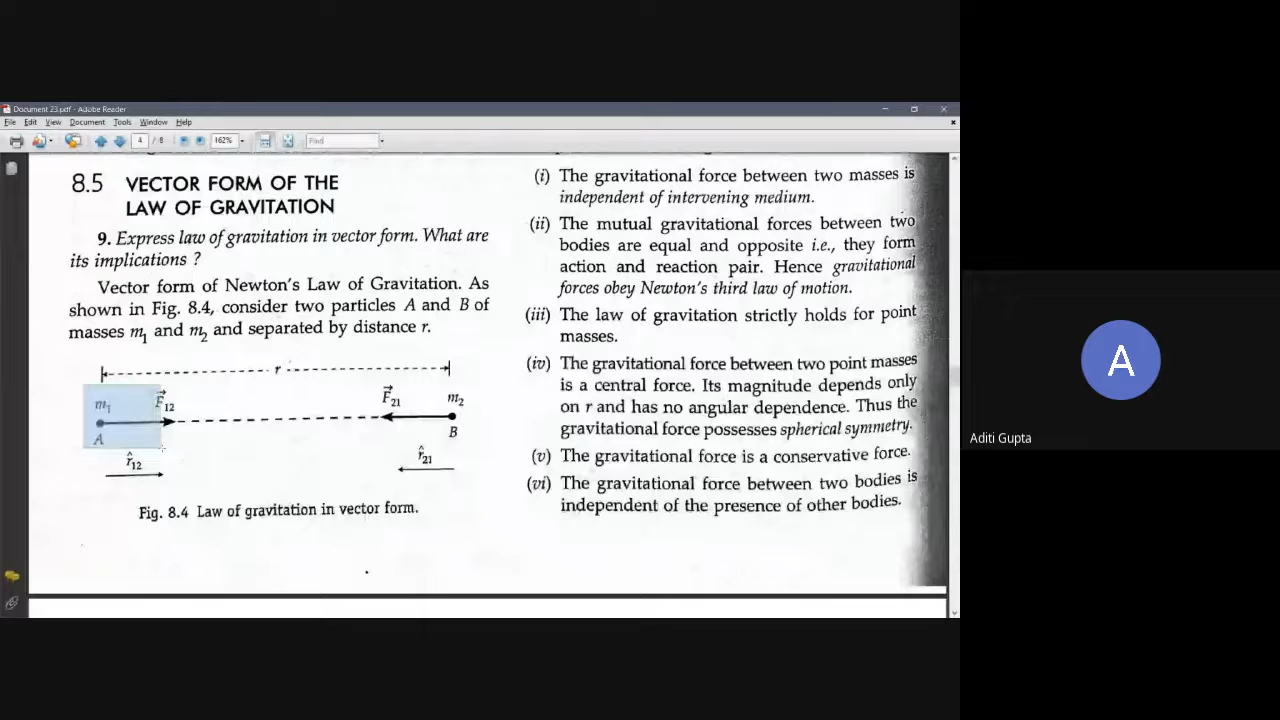 Document 23.pdf - Adobe Reader
File Edit View Document Tools Window Help
4 / 8 162% Find
8.5 VECTOR FORM OF THE
LAW OF GRAVITATION
9. Express law of gravitation in vector form. What are
its implications ?
Vector form of Newton's Law of Gravitation. As
shown in Fig. 8.4, consider two particles A and B of
masses m₁ and m₂ and separated by distance r.
r
m₁ F⃗₁₂ F⃗₂₁ m₂
A B
r̂₁₂ r̂₂₁
Fig. 8.4 Law of gravitation in vector form.
(i) The gravitational force between two masses is
independent of intervening medium.
(ii) The mutual gravitational forces between two
bodies are equal and opposite i.e., they form
action and reaction pair. Hence gravitational
forces obey Newton's third law of motion.
(iii) The law of gravitation strictly holds for point
masses.
(iv) The gravitational force between two point masses
is a central force. Its magnitude depends only
on r and has no angular dependence. Thus the
gravitational force possesses spherical symmetry.
(v) The gravitational force is a conservative force.
(vi) The gravitational force between two bodies is
independent of the presence of other bodies.
A
Aditi Gupta